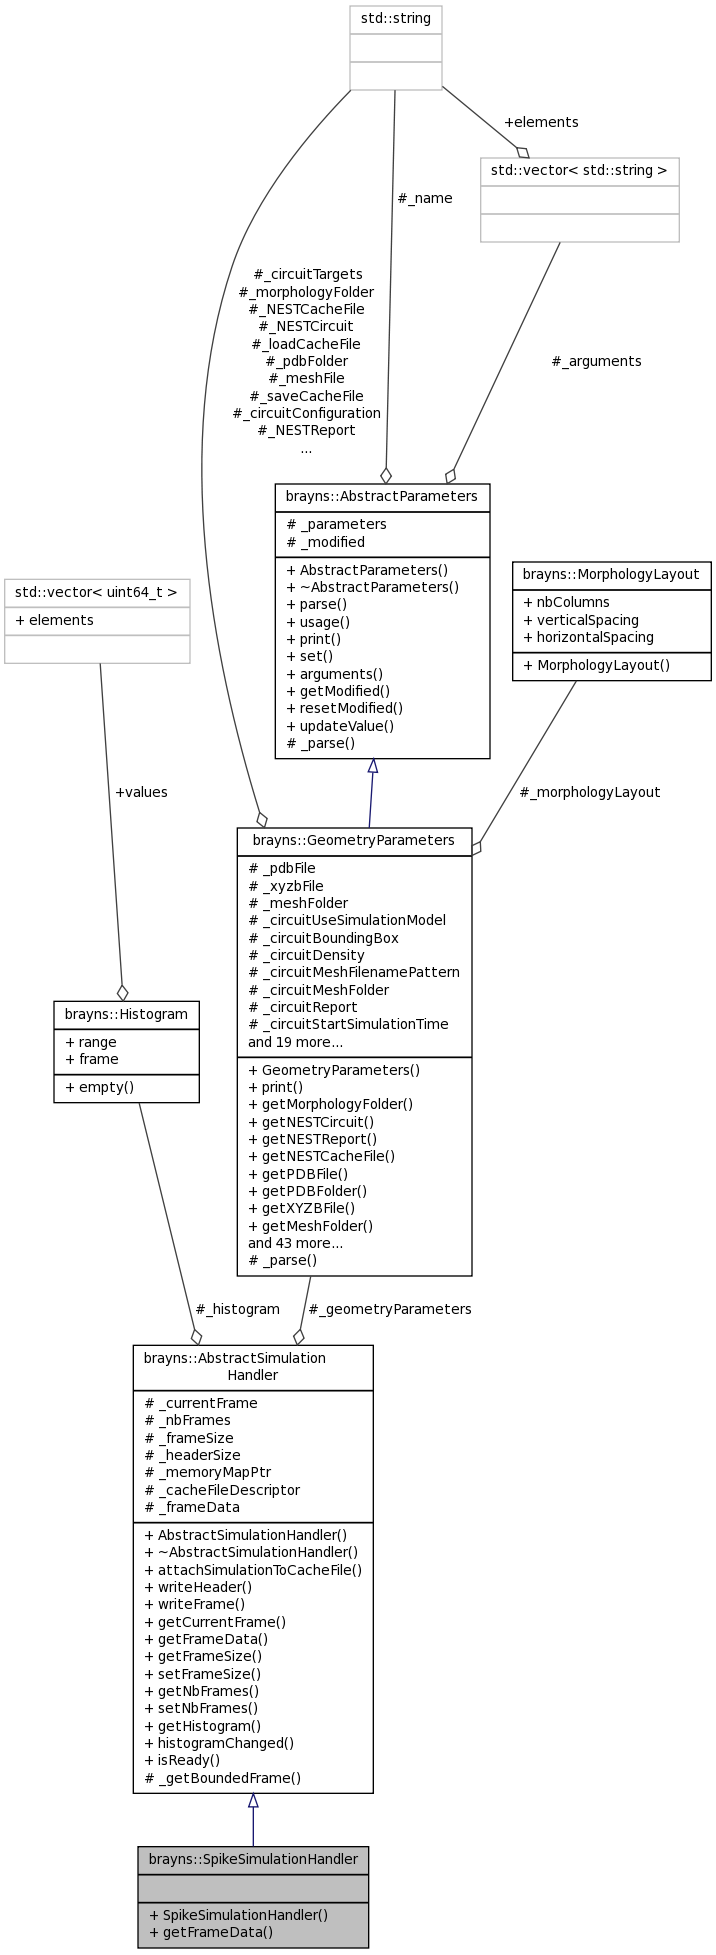 std::string
+elements
std::vector< std::string >
#_name
#_circuitTargets
#_morphologyFolder
#_NESTCacheFile
#_NESTCircuit
#_loadCacheFile
#_pdbFolder
#_meshFile
#_saveCacheFile
#_circuitConfiguration
#_NESTReport
...
#_arguments
brayns::AbstractParameters
# _parameters
# _modified
+ AbstractParameters()
+ ~AbstractParameters()
+ parse()
+ usage()
+ print()
+ set()
+ arguments()
+ getModified()
+ resetModified()
+ updateValue()
# _parse()
brayns::MorphologyLayout
+ nbColumns
+ verticalSpacing
+ horizontalSpacing
+ MorphologyLayout()
std::vector< uint64_t >
+ elements
+values
#_morphologyLayout
brayns::GeometryParameters
# _pdbFile
# _xyzbFile
# _meshFolder
# _circuitUseSimulationModel
# _circuitBoundingBox
# _circuitDensity
# _circuitMeshFilenamePattern
# _circuitMeshFolder
# _circuitReport
# _circuitStartSimulationTime
and 19 more...
+ GeometryParameters()
+ print()
+ getMorphologyFolder()
+ getNESTCircuit()
+ getNESTReport()
+ getNESTCacheFile()
+ getPDBFile()
+ getPDBFolder()
+ getXYZBFile()
+ getMeshFolder()
and 43 more...
# _parse()
brayns::Histogram
+ range
+ frame
+ empty()
#_histogram
#_geometryParameters
brayns::AbstractSimulation
Handler
# _currentFrame
# _nbFrames
# _frameSize
# _headerSize
# _memoryMapPtr
# _cacheFileDescriptor
# _frameData
+ AbstractSimulationHandler()
+ ~AbstractSimulationHandler()
+ attachSimulationToCacheFile()
+ writeHeader()
+ writeFrame()
+ getCurrentFrame()
+ getFrameData()
+ getFrameSize()
+ setFrameSize()
+ getNbFrames()
+ setNbFrames()
+ getHistogram()
+ histogramChanged()
+ isReady()
# _getBoundedFrame()
brayns::SpikeSimulationHandler
+ SpikeSimulationHandler()
+ getFrameData()